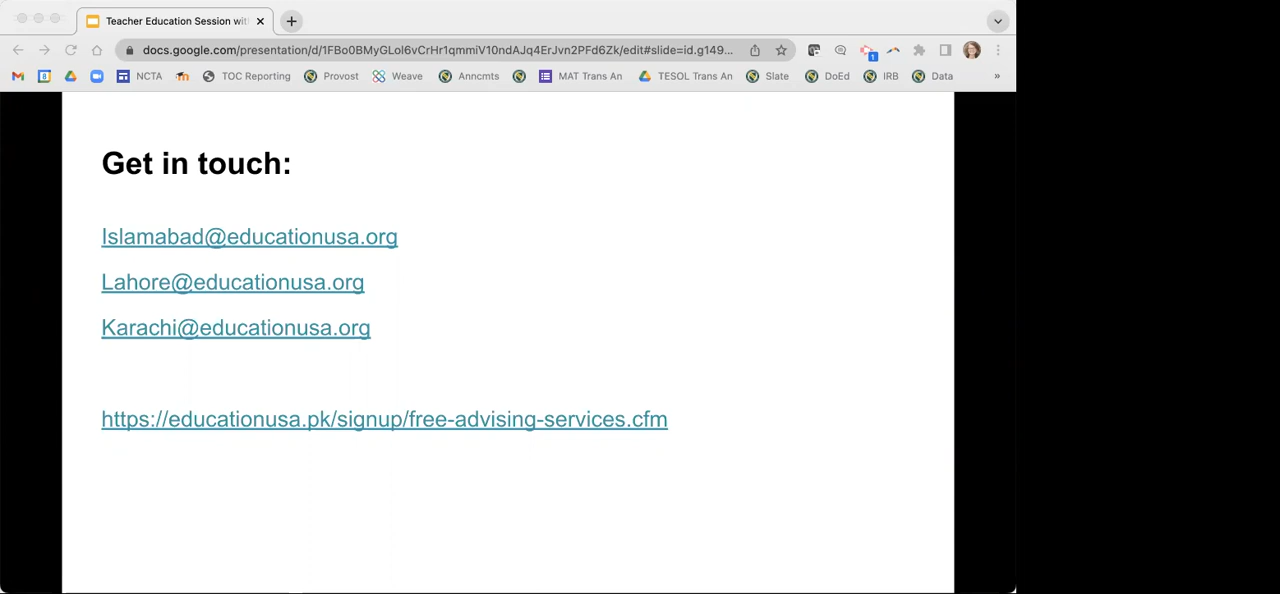 Teacher Education Session wit
docs.google.com/presentation/d/1FBo0BMyGLol6vCrHr1qmmiV10ndAJq4ErJvn2PFd6Zk/edit#slide=id.g149...
1
8 NCTA TOC Reporting Provost Weave Anncmts MAT Trans An TESOL Trans An Slate DoEd IRB Data »
Get in touch:
Islamabad@educationusa.org
Lahore@educationusa.org
Karachi@educationusa.org
https://educationusa.pk/signup/free-advising-services.cfm